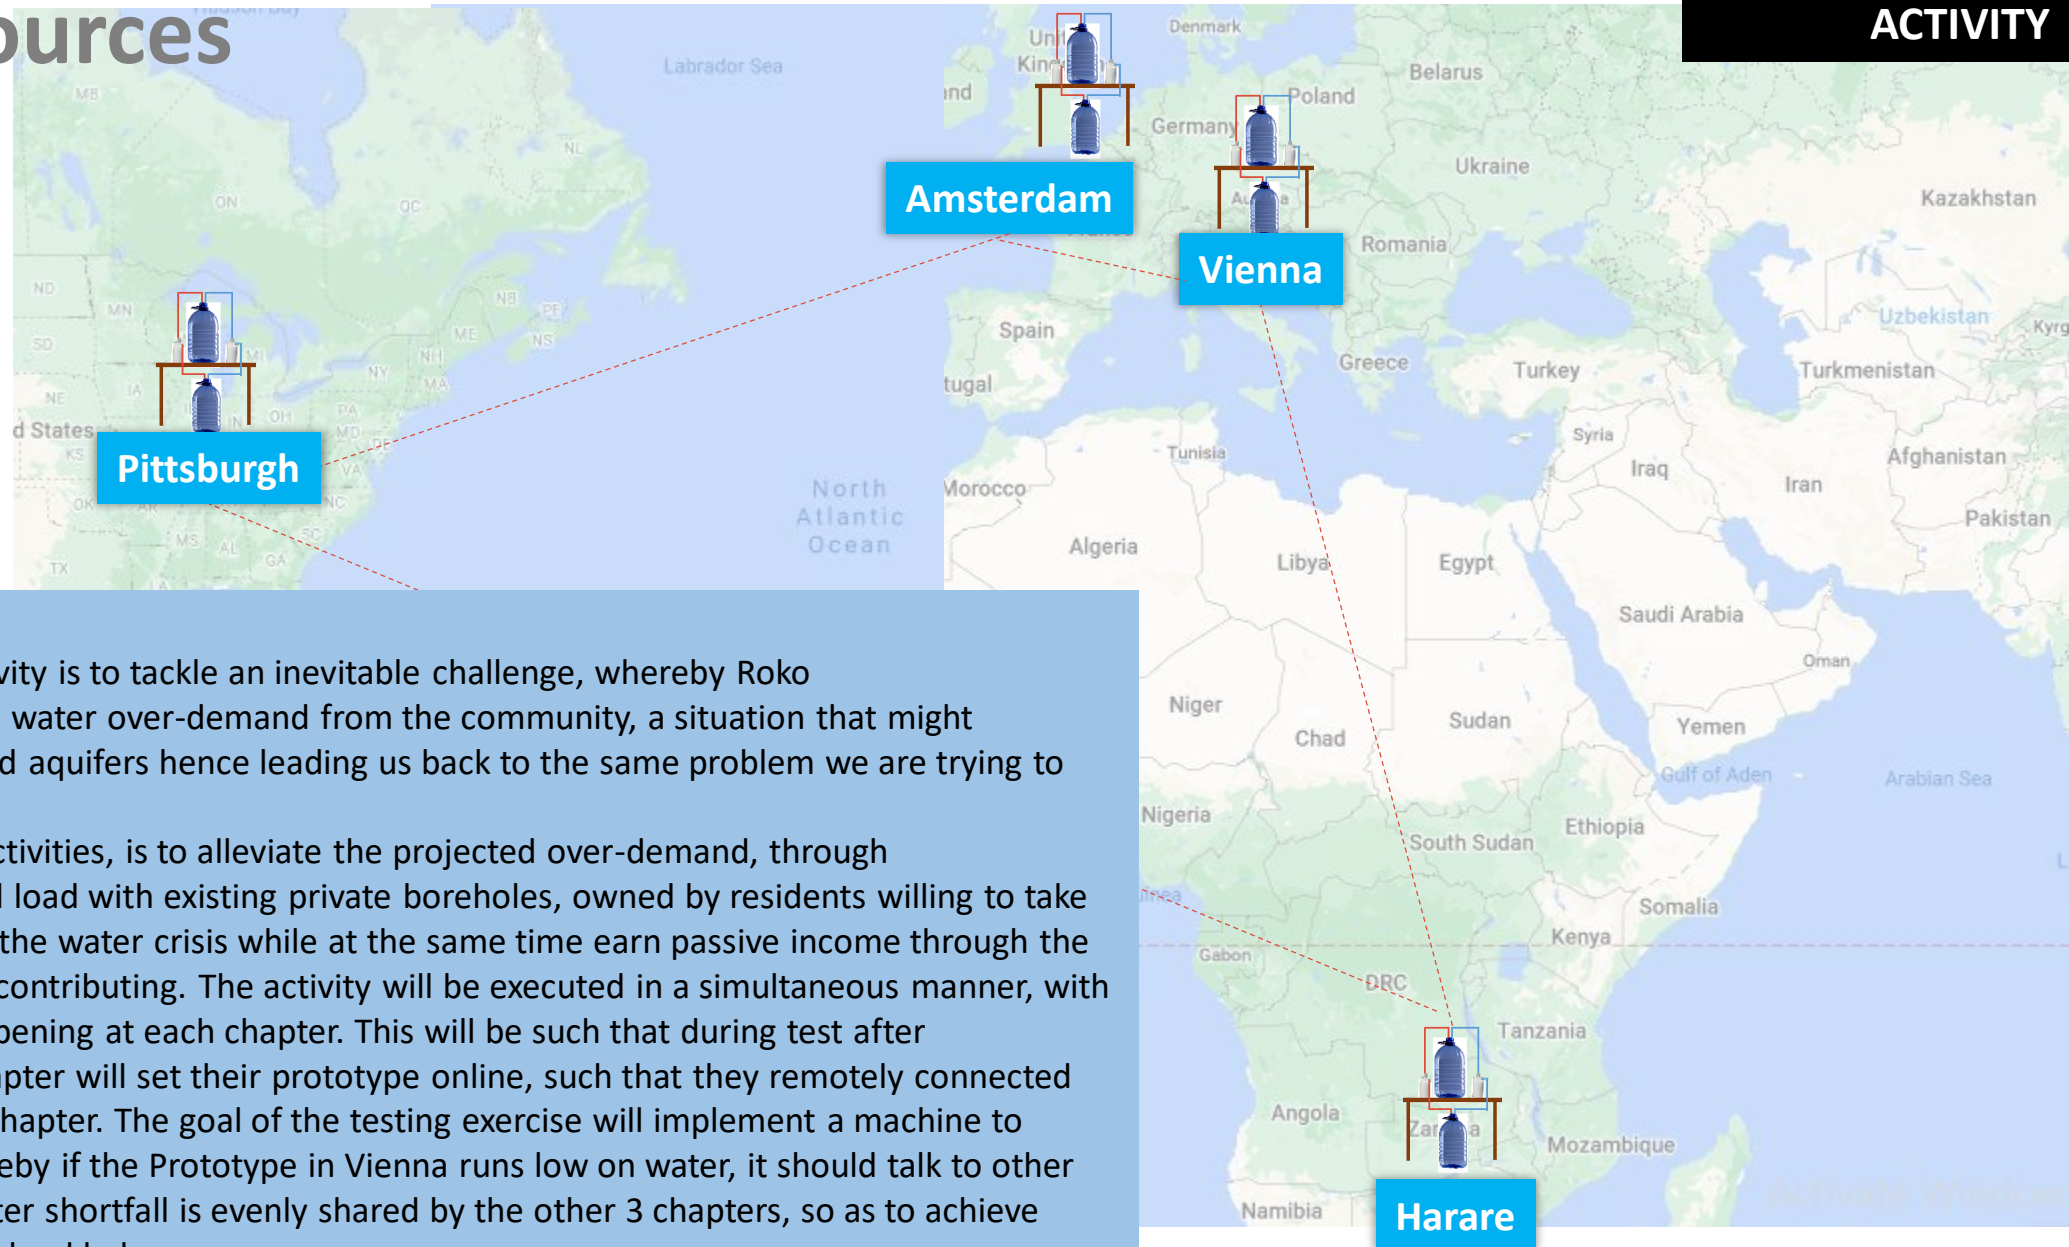 ources
ACTIVITY
Hudson Bay
Labrador Sea
Denmark
Belarus
Poland
Germany
Ukraine
Kazakhstan
MB
NL
ON
QC
Amsterdam
Vienna
Romania
ND
MN
NB
PE
ME
NS
SD
MI
NH
Spain
Uzbekistan
Greece
Turkey
Turkmenistan
NY
MA
NE
IA
tugal
IN
OH
PA
d States
MD
DE
KS
VA
Pittsburgh
Syria
Tunisia
Iraq
Afghanistan
Iran
North
Atlantic
Ocean
Morocco
OK
AR
NC
Pakistan
MS
AL
SC
GA
TX
Algeria
Libya
Egypt
Saudi Arabia
Oman
Niger
Chad
Sudan
Yemen
Gulf of Aden
Arabian Sea
Nigeria
South Sudan
Ethiopia
Somalia
Kenya
Gabon
DRC
Tanzania
Angola
Mozambique
Namibia
Harare
vity is to tackle an inevitable challenge, whereby Roko
water over-demand from the community, a situation that might
d aquifers hence leading us back to the same problem we are trying to
ctivities, is to alleviate the projected over-demand, through
l load with existing private boreholes, owned by residents willing to take
the water crisis while at the same time earn passive income through the
contributing. The activity will be executed in a simultaneous manner, with
pening at each chapter. This will be such that during test after
apter will set their prototype online, such that they remotely connected
chapter. The goal of the testing exercise will implement a machine to
eby if the Prototype in Vienna runs low on water, it should talk to other
ter shortfall is evenly shared by the other 3 chapters, so as to achieve
Activate Windows